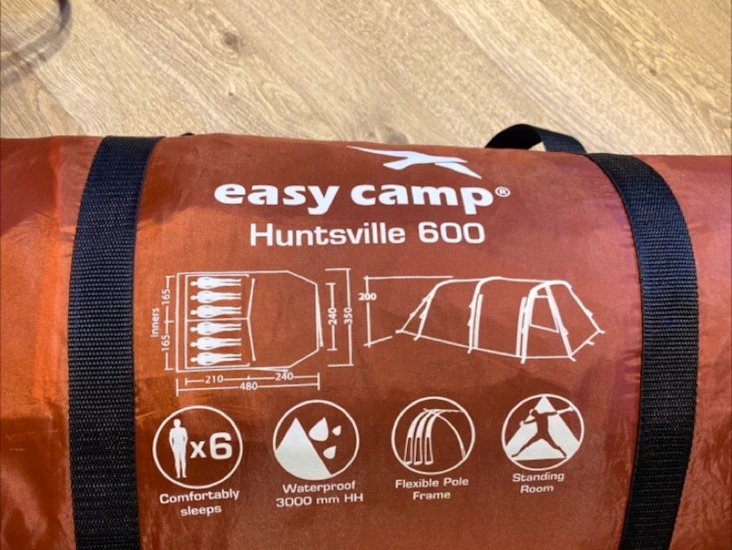 easy camp®
Huntsville 600
Inners
165
165
210
240
480
240
350
200
x6
Comfortably
sleeps
Waterproof
3000 mm HH
Flexible Pole
Frame
Standing
Room